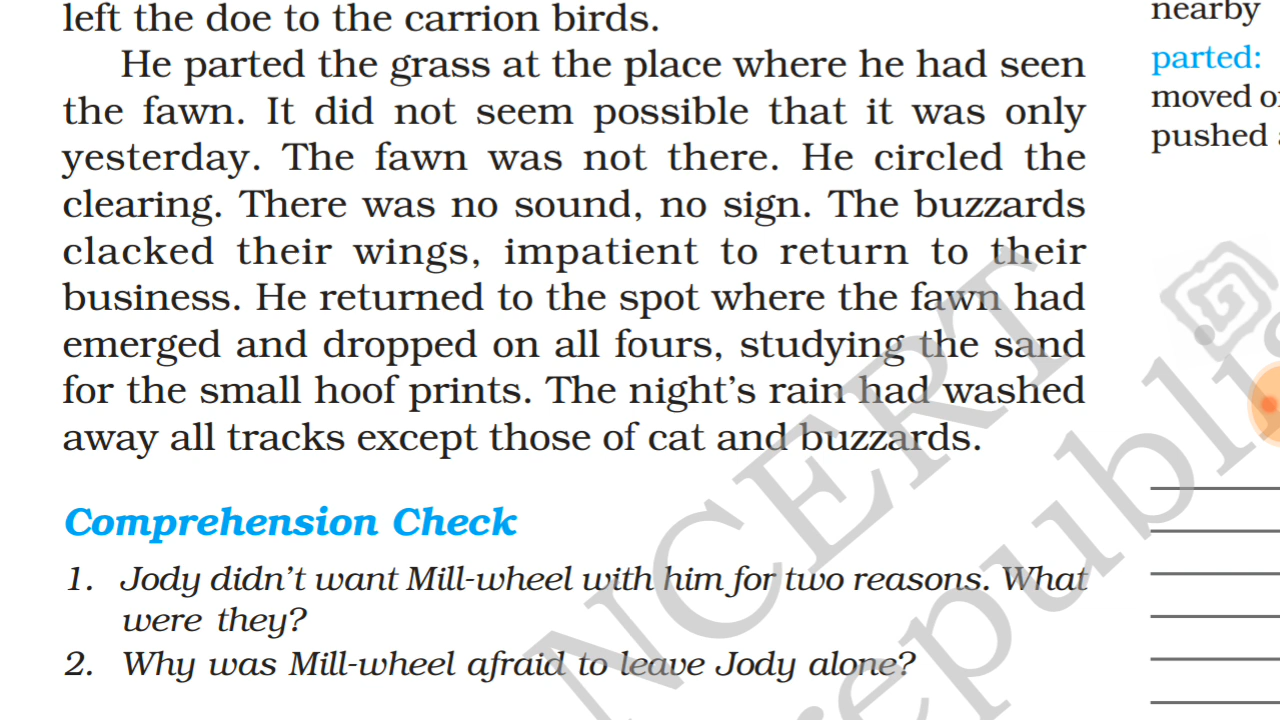 left the doe to the carrion birds.
He parted the grass at the place where he had seen
the fawn. It did not seem possible that it was only
yesterday. The fawn was not there. He circled the
clearing. There was no sound, no sign. The buzzards
clacked their wings, impatient to return to their
business. He returned to the spot where the fawn had
emerged and dropped on all fours, studying the sand
for the small hoof prints. The night's rain had washed
away all tracks except those of cat and buzzards.
Comprehension Check
1. Jody didn't want Mill-wheel with him for two reasons. What
were they?
2. Why was Mill-wheel afraid to leave Jody alone?
nearby
parted:
moved
pushed
NCERT
republis